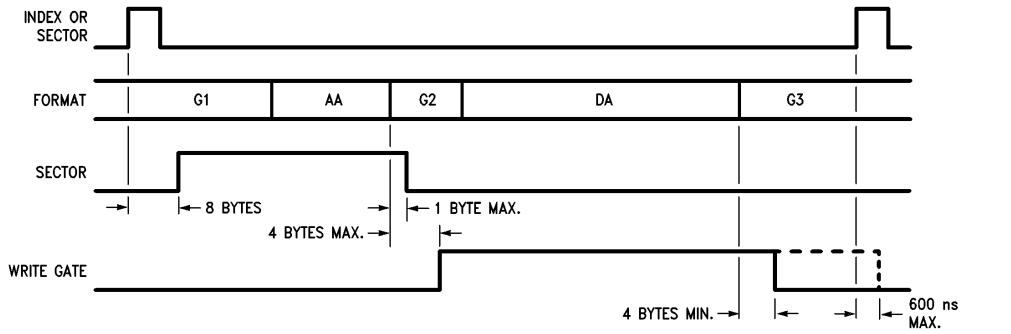 INDEX OR
SECTOR
FORMAT G1 AA G2 DA G3
SECTOR
8 BYTES 1 BYTE MAX.
4 BYTES MAX.
WRITE GATE
4 BYTES MIN. 600 ns
MAX.